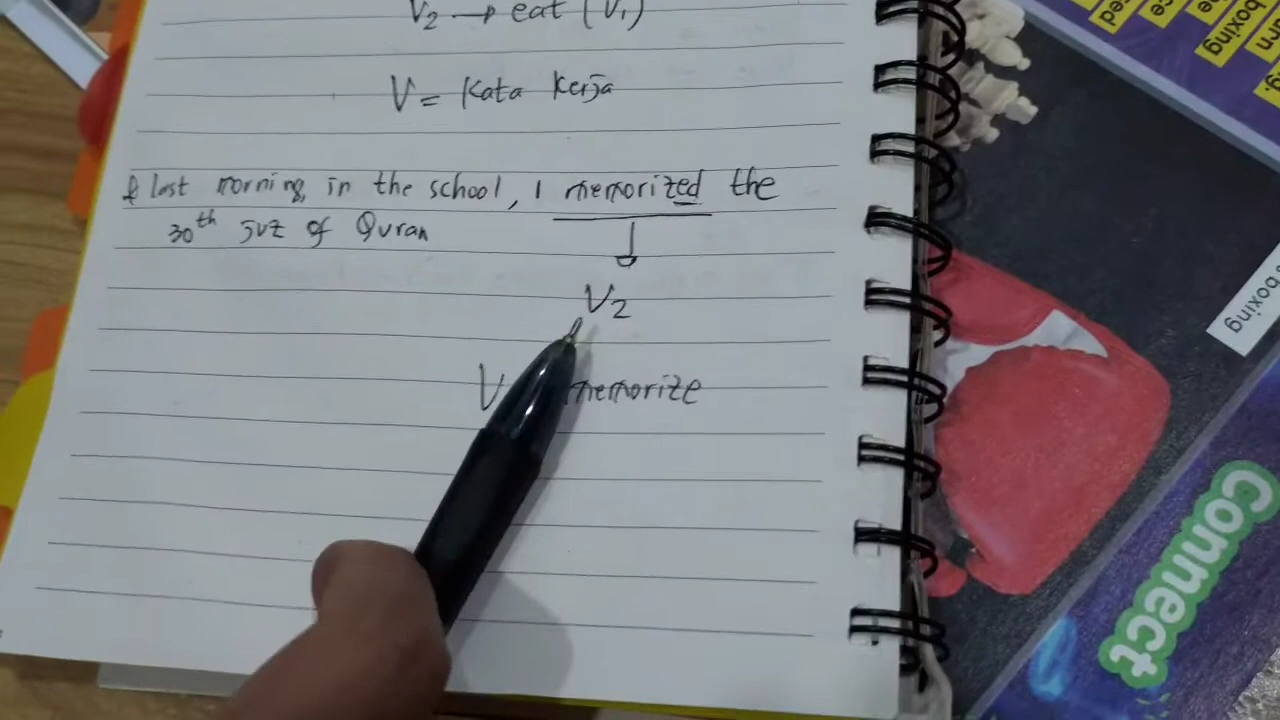 V2 → eat (V1)
V = Kata Kerja
& last morning, in the school, I memorized the
30th juz of Quran
V2
V memorize
boxing
boxing
Connect